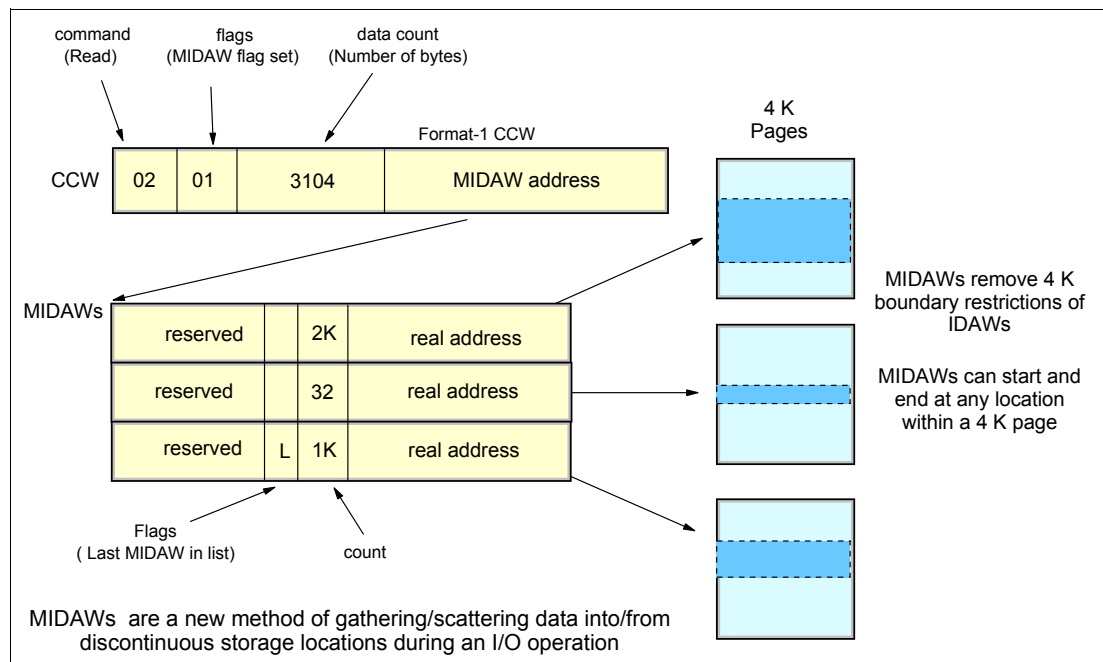 command
(Read)
flags
(MIDAW flag set)
data count
(Number of bytes)
4 K
Pages
Format-1 CCW
CCW
02
01
3104
MIDAW address
MIDAWs remove 4 K
boundary restrictions of
IDAWs
MIDAWs
reserved
2K
real address
reserved
32
real address
MIDAWs can start and
end at any location
within a 4 K page
reserved
L
1K
real address
Flags
( Last MIDAW in list)
count
MIDAWs are a new method of gathering/scattering data into/from
discontinuous storage locations during an I/O operation